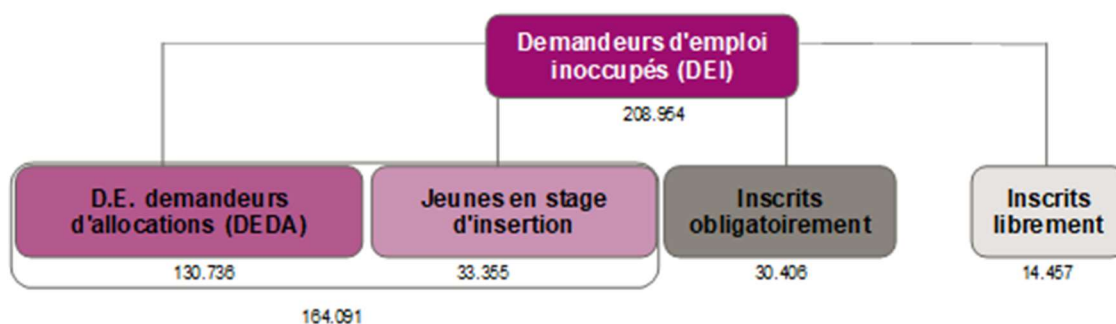 Demandeurs d'emploi
inoccupés (DEI)
208.954
D.E. demandeurs
d'allocations (DEDA)
Jeunes en stage
d'insertion
Inscrits
obligatoirement
Inscrits
librement
130.736
33.355
30.406
14.457
164.091